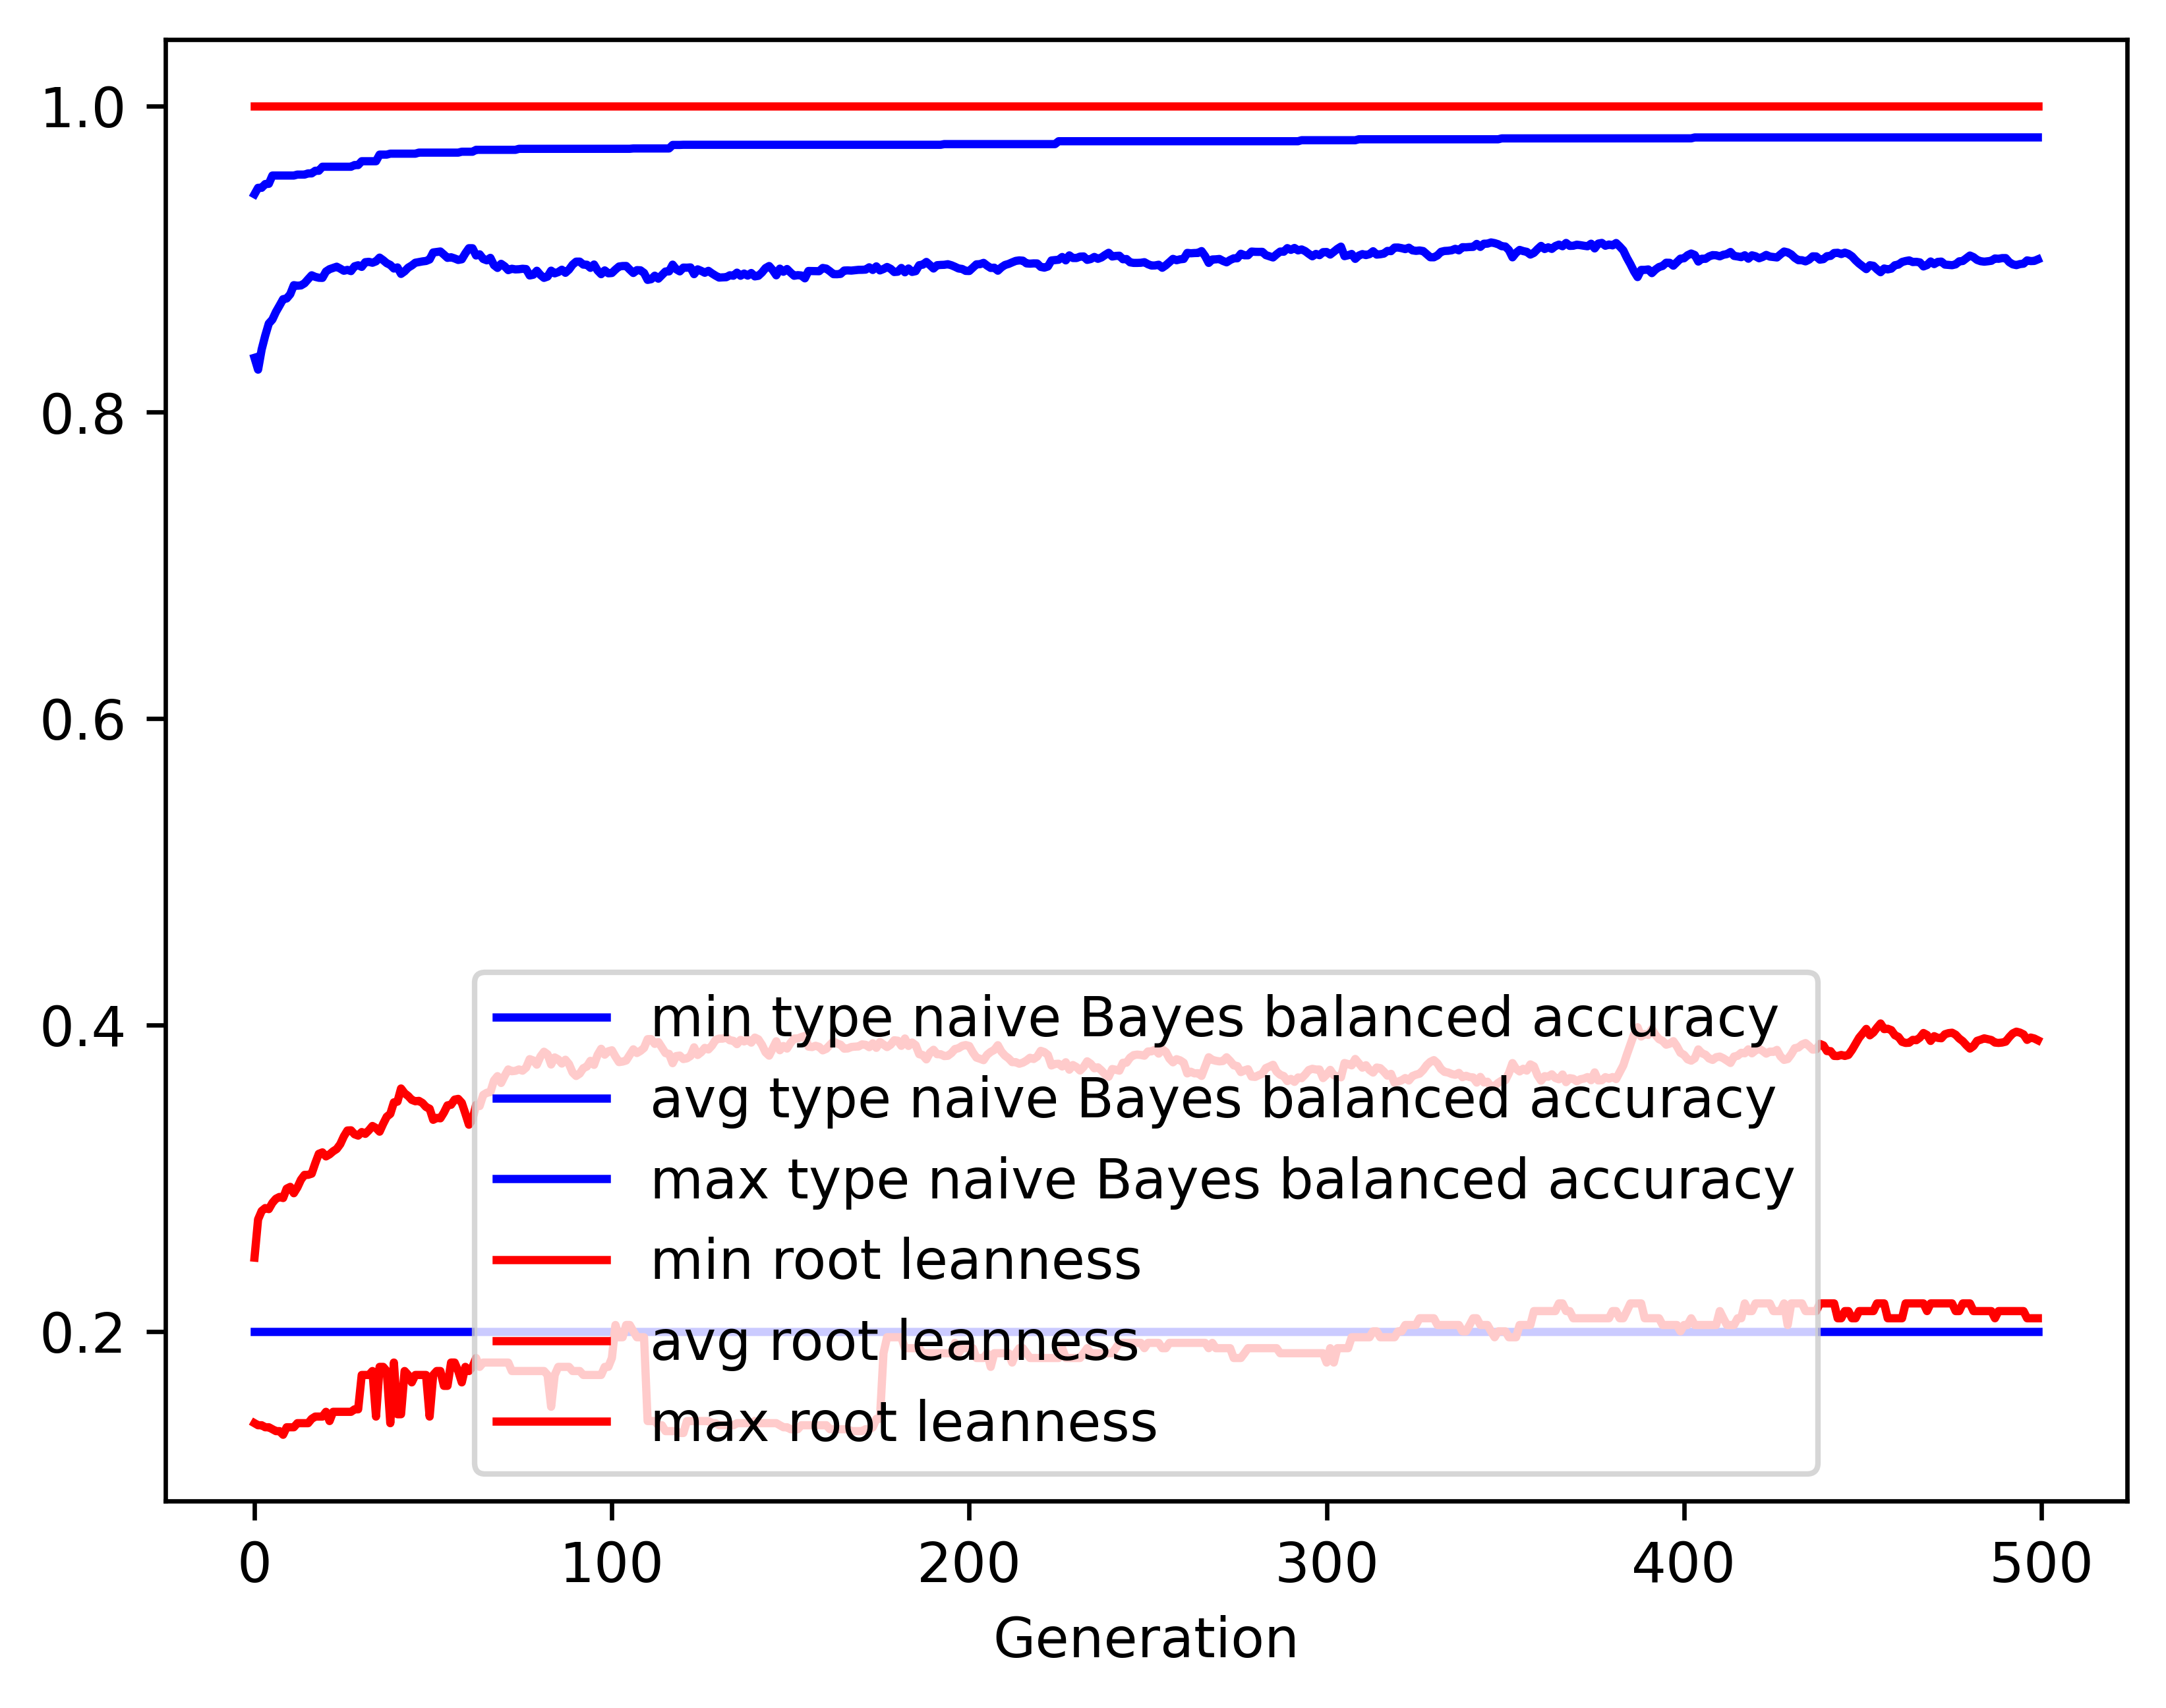 1.0
0.8
0.6
0.4
0.2
min type naive Bayes balanced accuracy
avg type naive Bayes balanced accuracy
max type naive Bayes balanced accuracy
min root leanness
avg root leanness
max root leanness
0 100 200 300 400 500
Generation